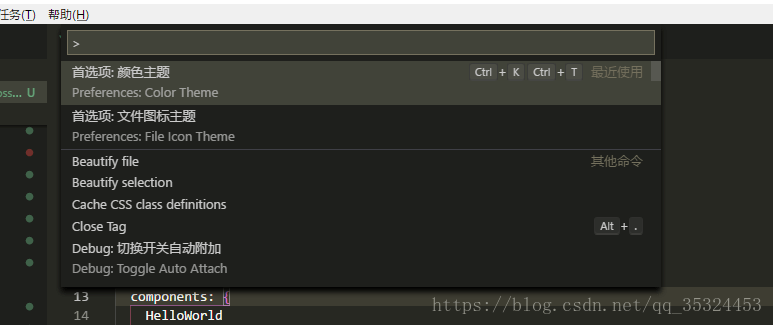 任务(T) 帮助(H)
>
首选项: 颜色主题 Ctrl + K Ctrl + T 最近使用
Preferences: Color Theme
oss... U
首选项: 文件图标主题
Preferences: File Icon Theme
Beautify file 其他命令
Beautify selection
Cache CSS class definitions
Close Tag Alt + .
Debug: 切换开关自动附加
Debug: Toggle Auto Attach
13 components: {
14 HelloWorld
https://blog.csdn.net/qq_35324453